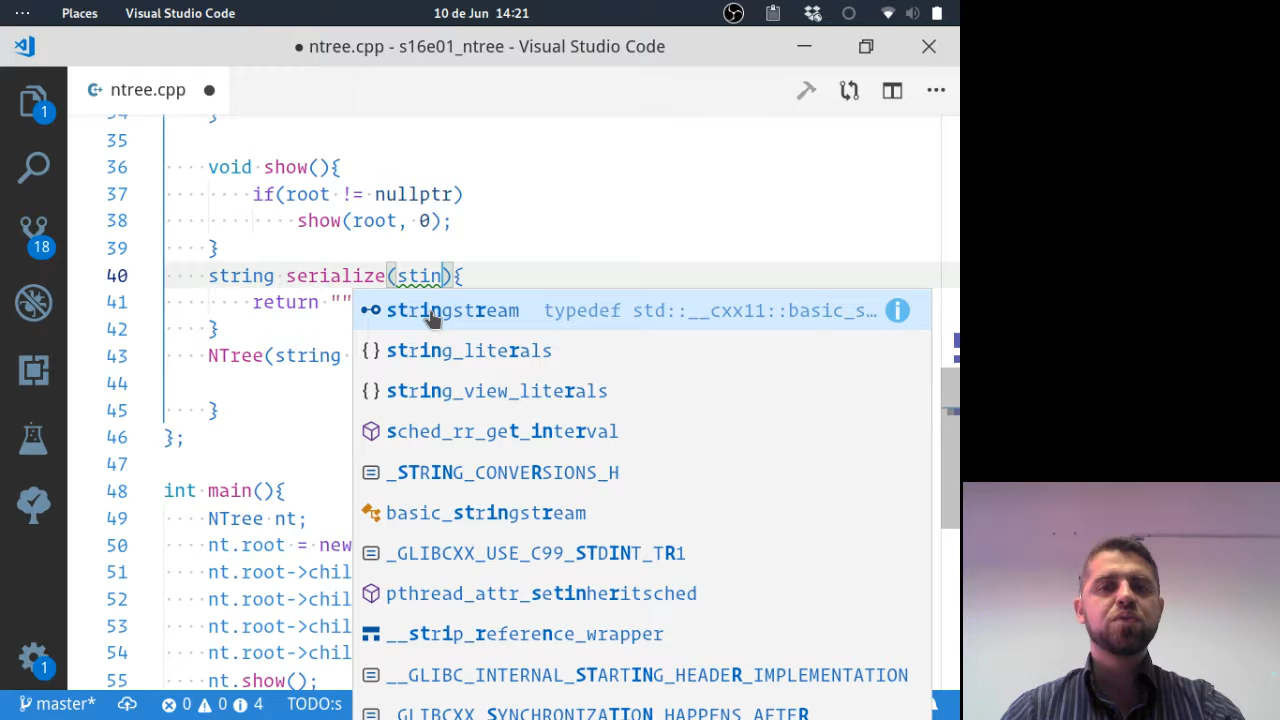 Places Visual Studio Code 10 de Jun 14:21
● ntree.cpp - s16e01_ntree - Visual Studio Code
ntree.cpp ●
34 }
35
36 void show(){
37 if(root != nullptr)
38 show(root, 0);
39 }
40 string serialize(stin){
41 return ""
42 }
43 NTree(string
44
45 }
46 };
47
48 int main(){
49 NTree nt;
50 nt.root = new
51 nt.root->chil
52 nt.root->chil
53 nt.root->chil
54 nt.root->chil
55 nt.show();
stringstream typedef std::__cxx11::basic_s…
string_literals
string_view_literals
sched_rr_get_interval
_STRING_CONVERSIONS_H
basic_stringstream
_GLIBCXX_USE_C99_STDINT_TR1
pthread_attr_setinheritsched
__strip_reference_wrapper
__GLIBC_INTERNAL_STARTING_HEADER_IMPLEMENTATION
_GLIBCXX_SYNCHRONIZATION_HAPPENS_AFTER
1
18
1
master* 0 0 4 TODO:s